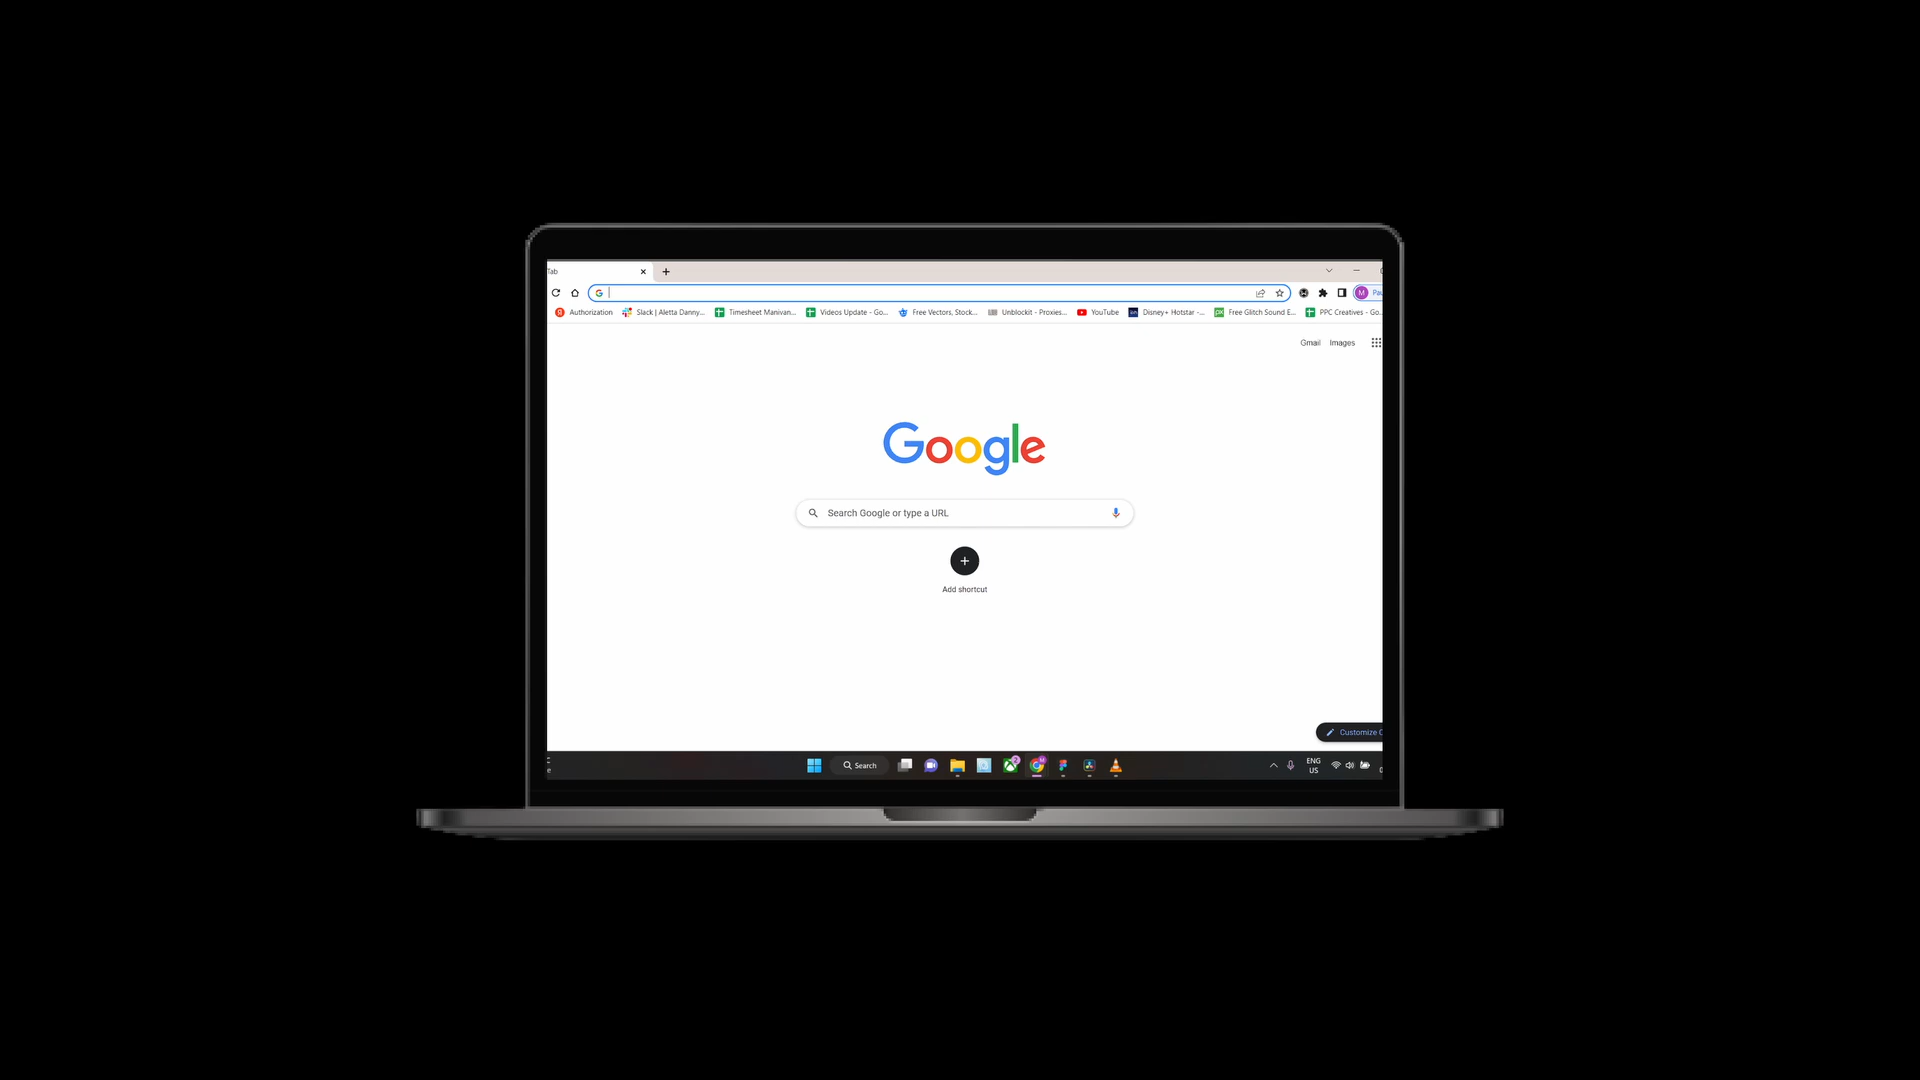 Tab
Authorization
Slack | Aletta Danny...
Timesheet Manivan...
Videos Update - Go...
Free Vectors, Stock...
Unblockit - Proxies...
YouTube
Disney+ Hotstar -...
Free Glitch Sound E...
PPC Creatives - Go...
Gmail
Images
Google
Search Google or type a URL
Add shortcut
Customize
Search
ENG
US